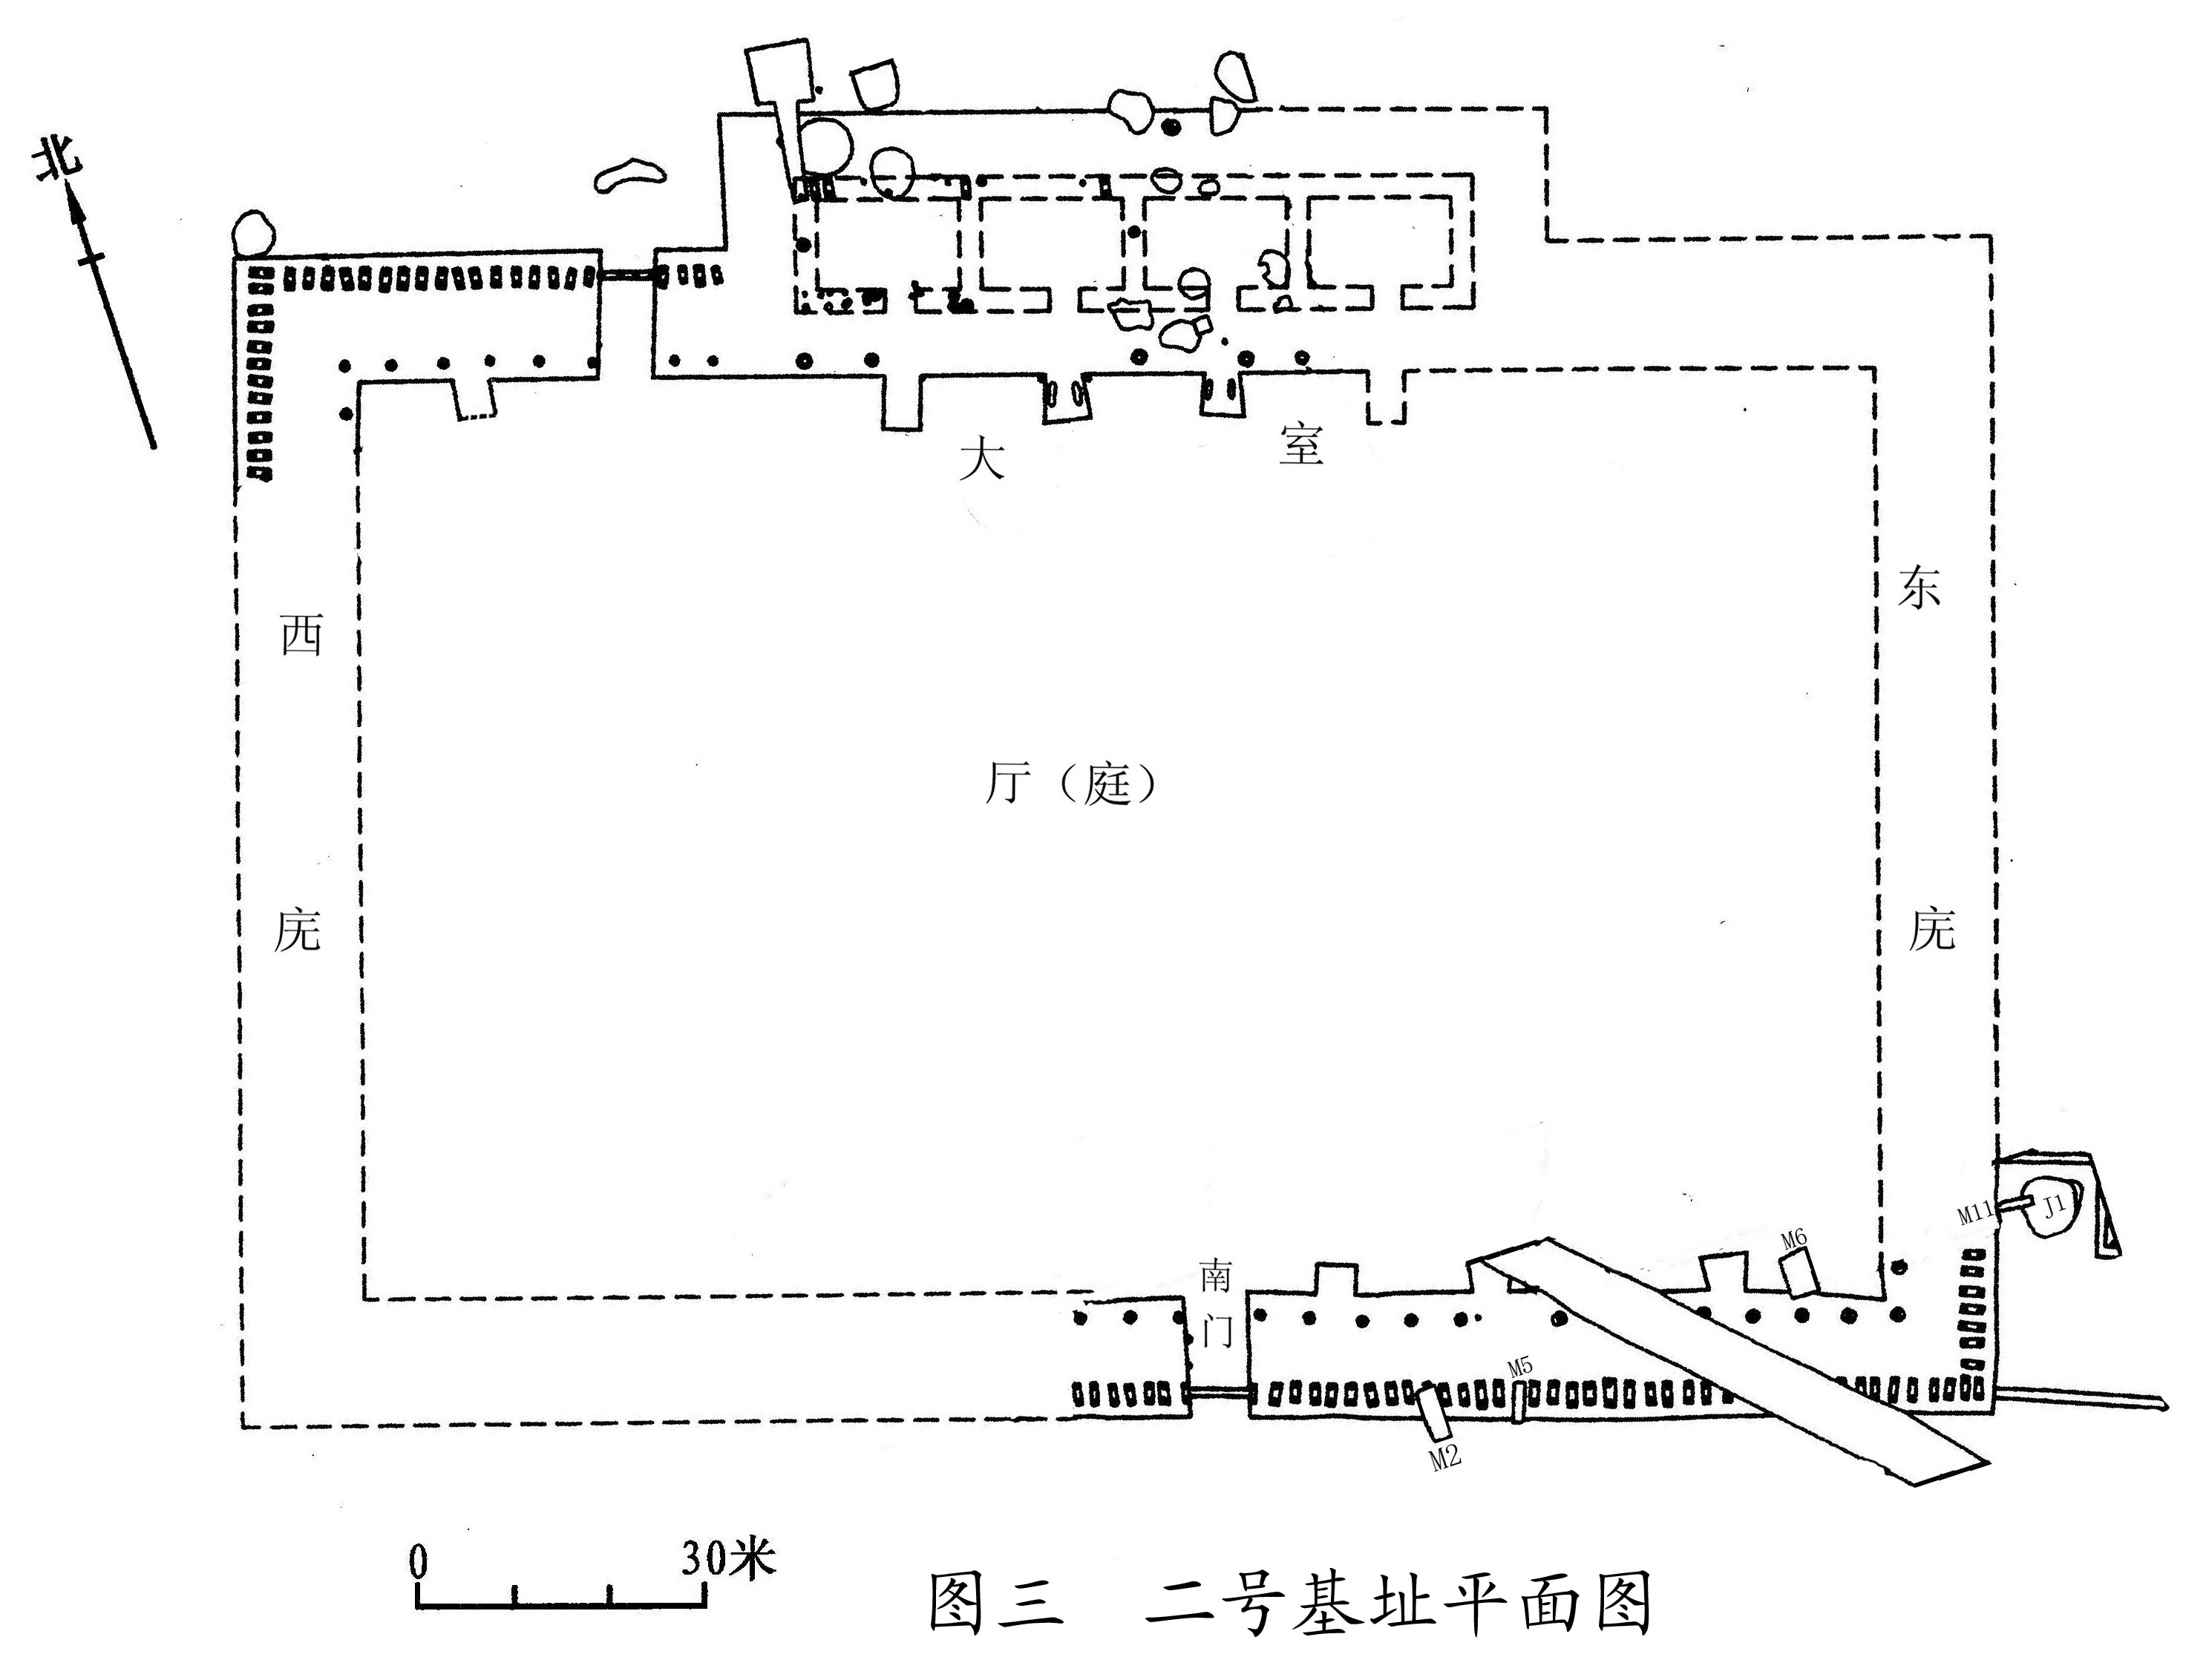 北
大 室
西 庑
东 庑
厅（庭）
南门
M11
J1
M6
M5
M2
0 30米
图三 二号基址平面图